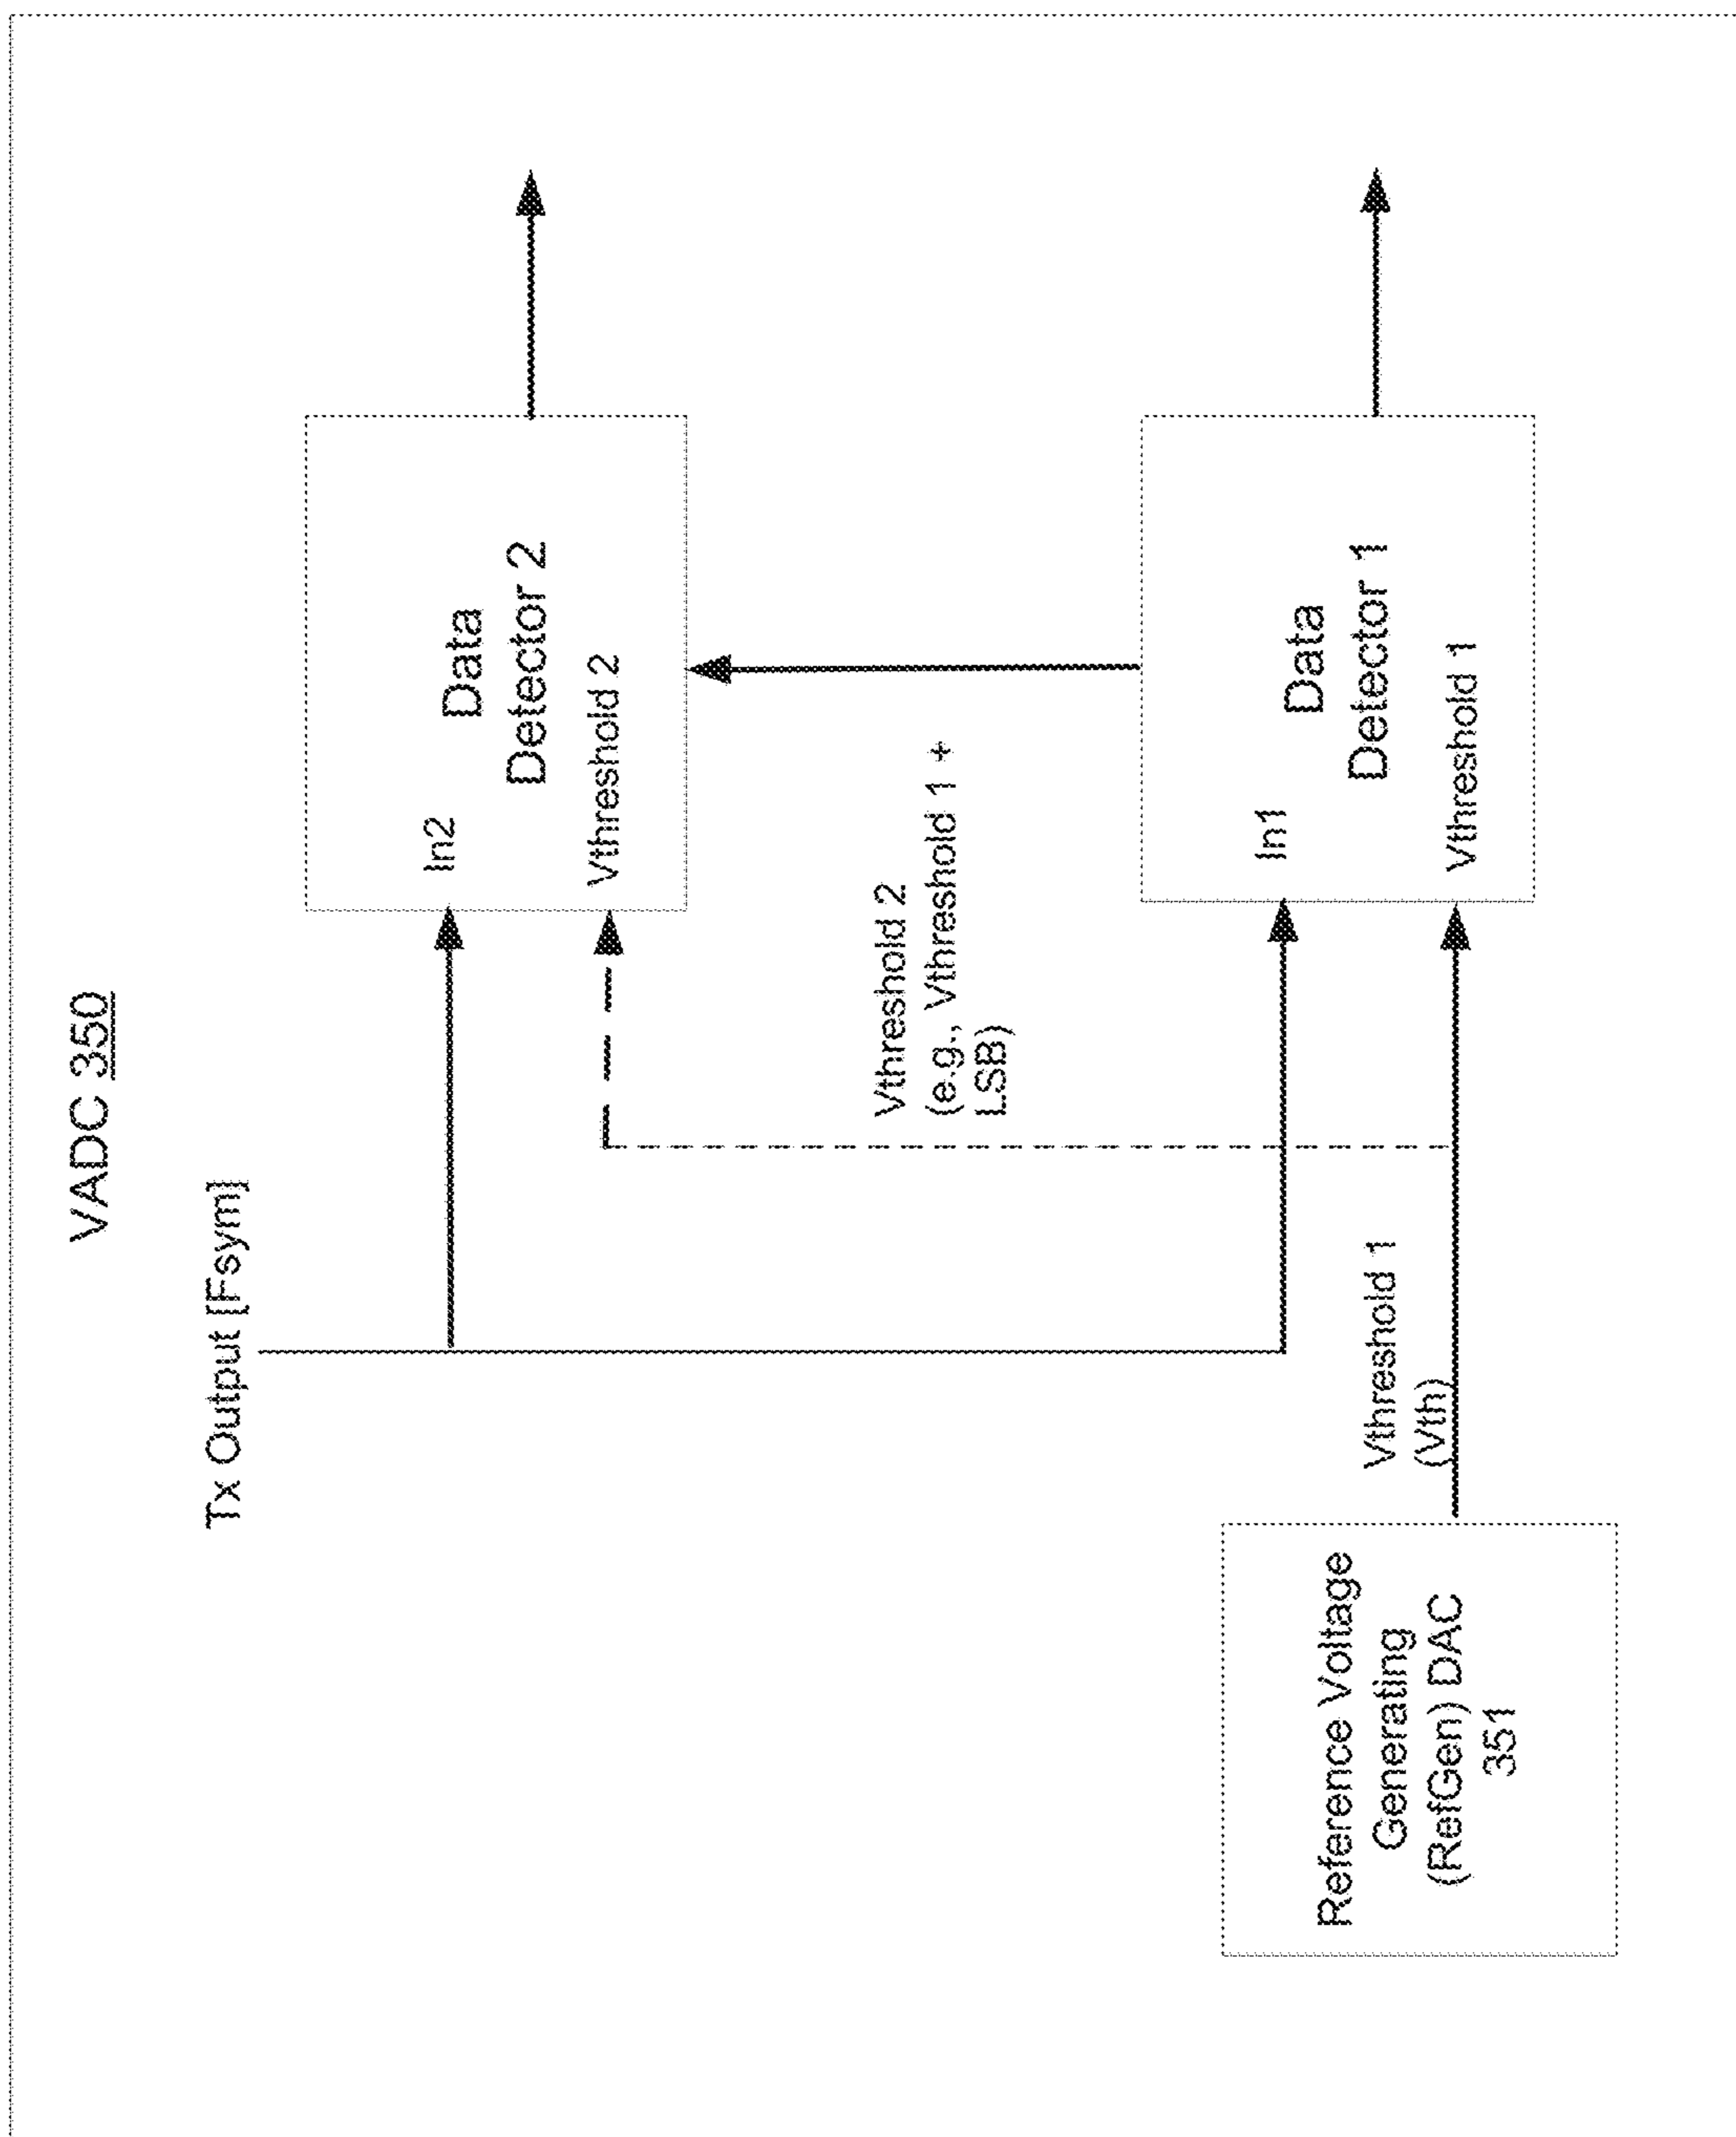 VADC 350
Tx Output [Fsym]
In2
Data
Detector 2
Vthreshold 2
Vthreshold 2
(e.g., Vthreshold 1 +
LSB)
In1
Data
Detector 1
Vthreshold 1
Vthreshold 1
(Vth)
Reference Voltage
Generating
(RefGen) DAC
351